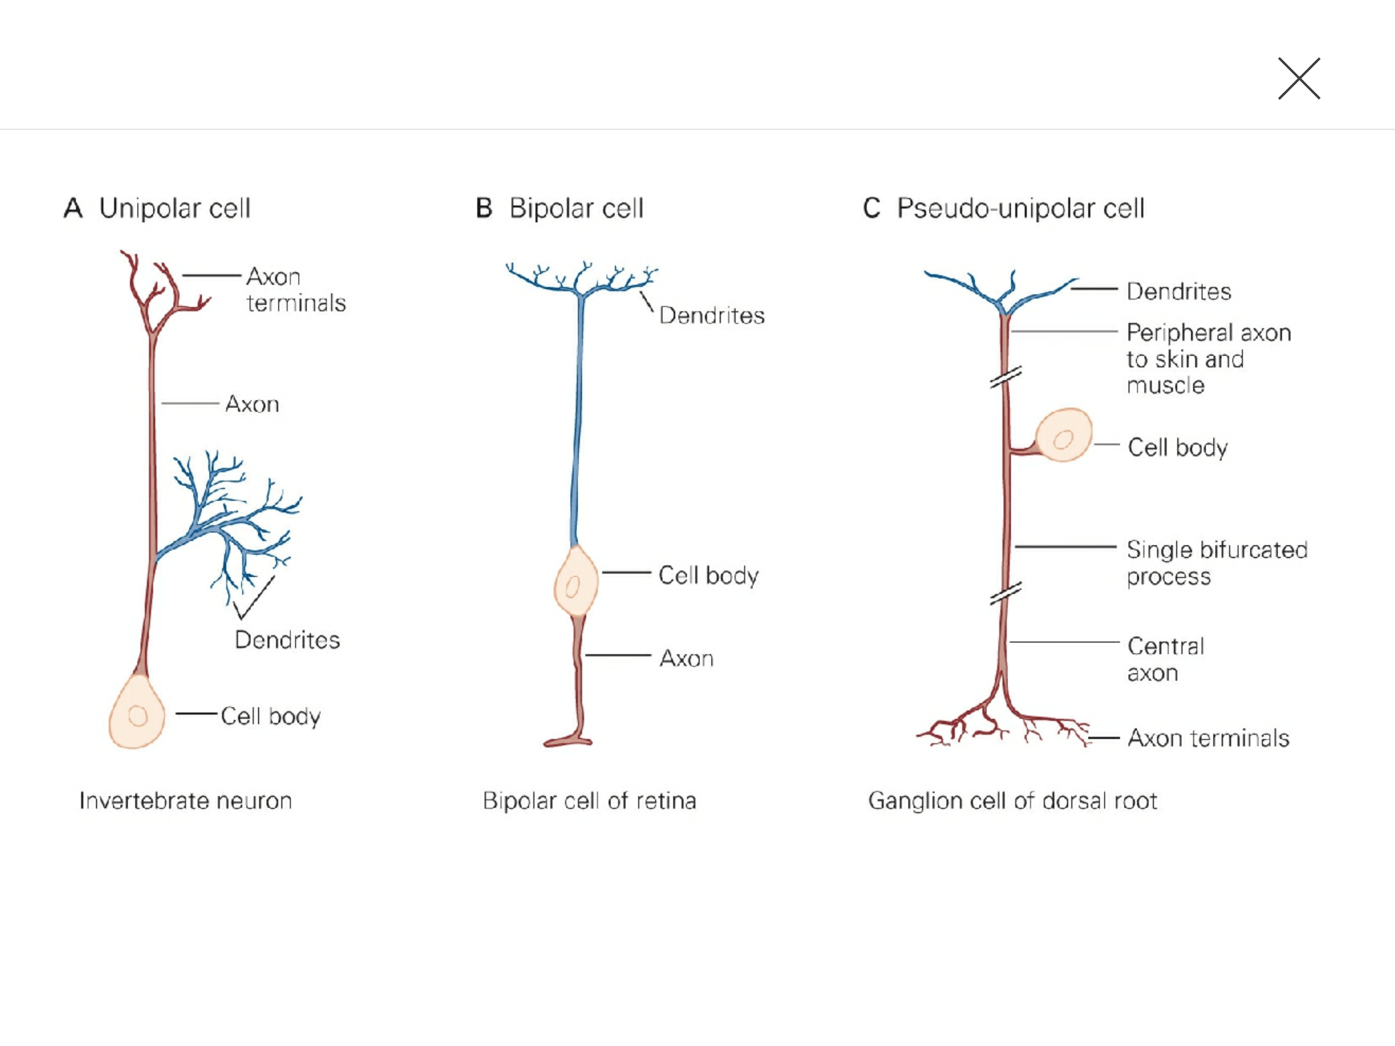 A Unipolar cell
Axon
terminals
Axon
Dendrites
Cell body
Invertebrate neuron
B Bipolar cell
Dendrites
Cell body
Axon
Bipolar cell of retina
C Pseudo-unipolar cell
Dendrites
Peripheral axon
to skin and
muscle
Cell body
Single bifurcated
process
Central
axon
Axon terminals
Ganglion cell of dorsal root